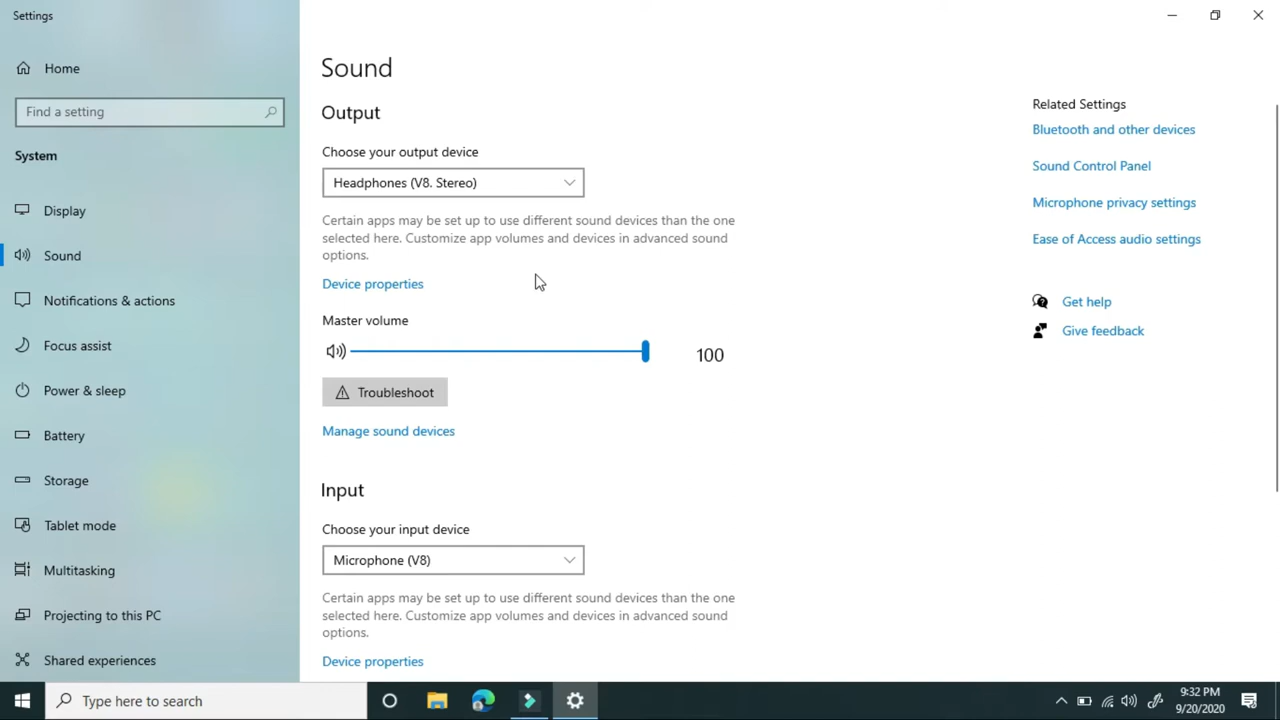 Settings
Home
Find a setting
System
Display
Sound
Notifications & actions
Focus assist
Power & sleep
Battery
Storage
Tablet mode
Multitasking
Projecting to this PC
Shared experiences
Sound
Output
Choose your output device
Headphones (V8. Stereo)
Certain apps may be set up to use different sound devices than the one
selected here. Customize app volumes and devices in advanced sound
options.
Device properties
Master volume
100
Troubleshoot
Manage sound devices
Input
Choose your input device
Microphone (V8)
Certain apps may be set up to use different sound devices than the one
selected here. Customize app volumes and devices in advanced sound
options.
Device properties
Related Settings
Bluetooth and other devices
Sound Control Panel
Microphone privacy settings
Ease of Access audio settings
Get help
Give feedback
Type here to search
9:32 PM
9/20/2020